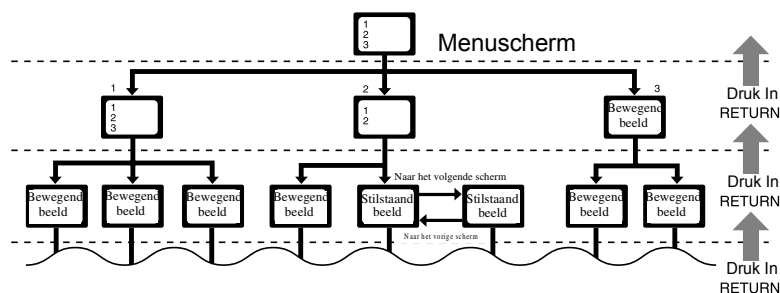 1
2
3
Menuscherm
1
2
3
Druk In
RETURN
1
2
3
1
2
Bewegend
beeld
Naar het volgende scherm
Druk In
RETURN
Bewegend
beeld
Bewegend
beeld
Bewegend
beeld
Bewegend
beeld
Stilstaand
beeld
Stilstaand
beeld
Bewegend
beeld
Bewegend
beeld
Naar het vorige scherm
Druk In
RETURN